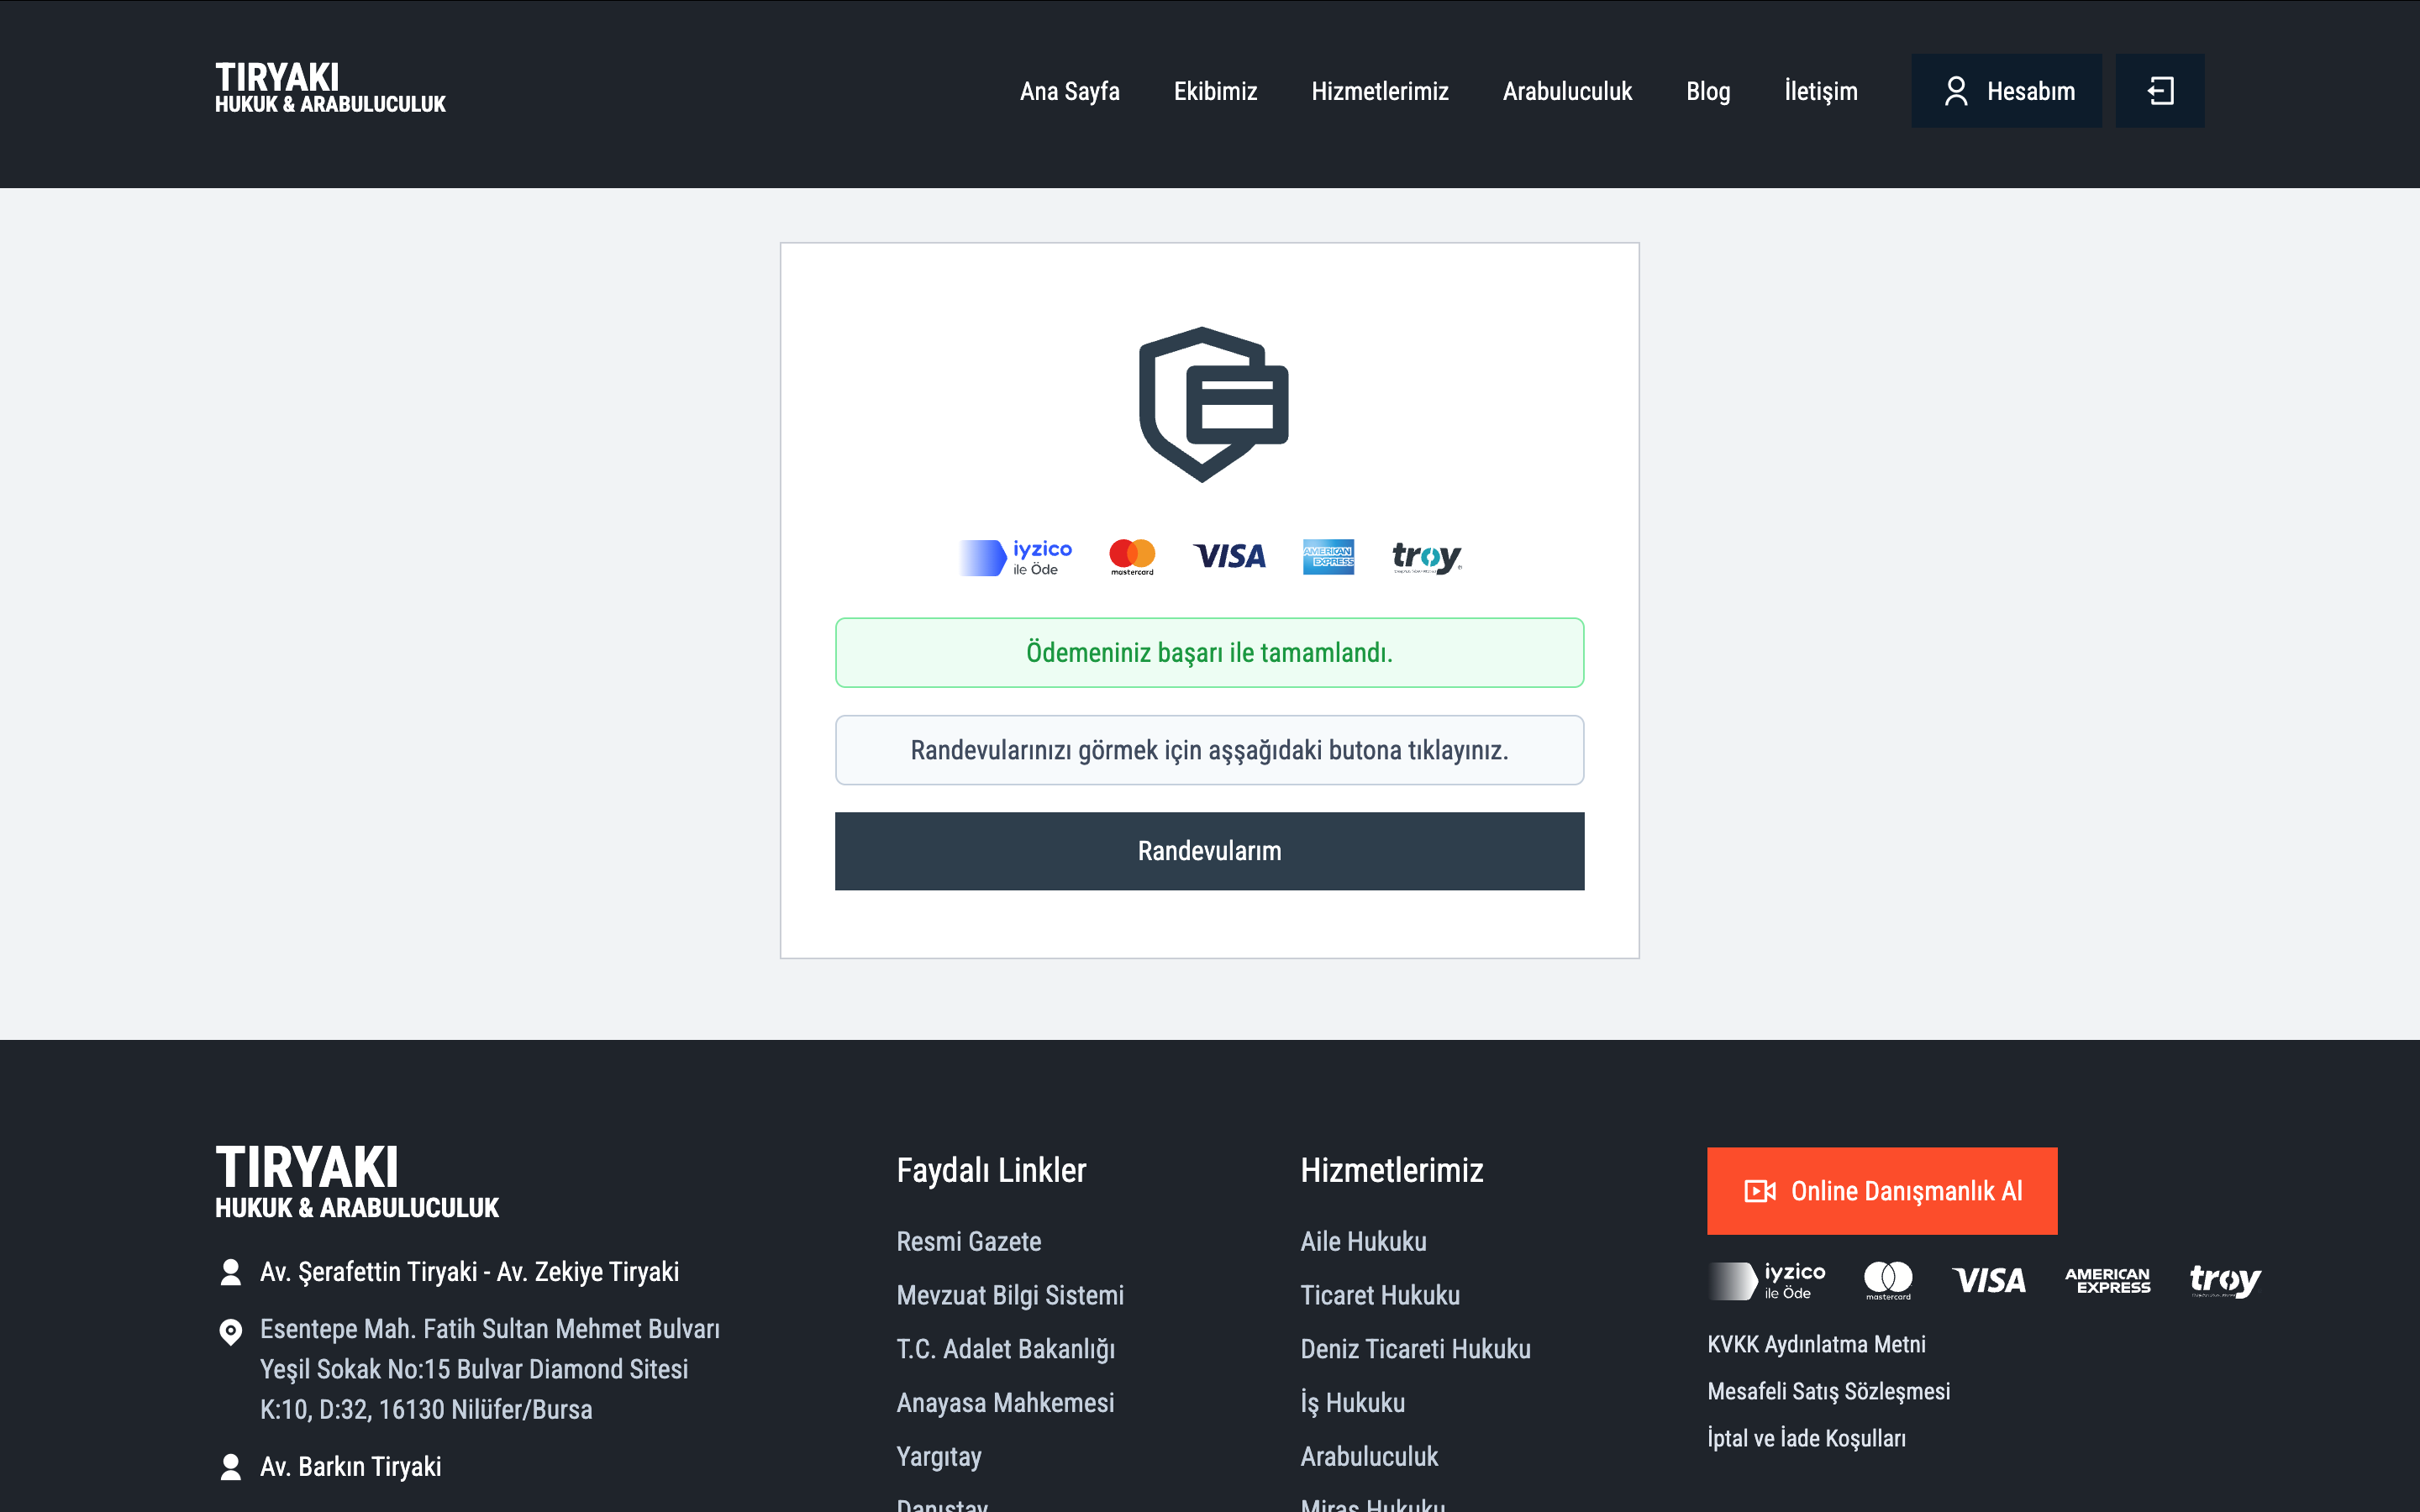 TIRYAKI
HUKUK & ARABULUCULUK
Ana Sayfa
Ekibimiz
Hizmetlerimiz
Arabuluculuk
Blog
İletişim
Hesabım
iyzico
ile Öde
mastercard
VISA
AMERICAN
EXPRESS
troy
Ödemeniniz başarı ile tamamlandı.
Randevularınızı görmek için aşşağıdaki butona tıklayınız.
Randevularım
TIRYAKI
HUKUK & ARABULUCULUK
Av. Şerafettin Tiryaki - Av. Zekiye Tiryaki
Esentepe Mah. Fatih Sultan Mehmet Bulvarı
Yeşil Sokak No:15 Bulvar Diamond Sitesi
K:10, D:32, 16130 Nilüfer/Bursa
Av. Barkın Tiryaki
Faydalı Linkler
Resmi Gazete
Mevzuat Bilgi Sistemi
T.C. Adalet Bakanlığı
Anayasa Mahkemesi
Yargıtay
Danıştay
Hizmetlerimiz
Aile Hukuku
Ticaret Hukuku
Deniz Ticareti Hukuku
İş Hukuku
Arabuluculuk
Miras Hukuku
Online Danışmanlık Al
iyzico
ile Öde
mastercard
VISA
AMERICAN
EXPRESS
troy
KVKK Aydınlatma Metni
Mesafeli Satış Sözleşmesi
İptal ve İade Koşulları